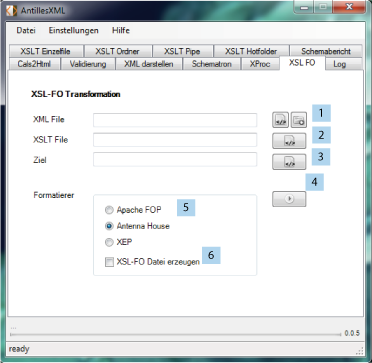 AntillesXML
Datei Einstellungen Hilfe
XSLT Einzelfile XSLT Ordner XSLT Pipe XSLT Hotfolder Schemabericht
Cals2Html Validierung XML darstellen Schematron XProc XSL FO Log
XSL-FO Transformation
XML File 1
XSLT File 2
Ziel 3
4
Formatierer
Apache FOP 5
Antenna House
XEP
XSL-FO Datei erzeugen 6
...
0.0.5
ready